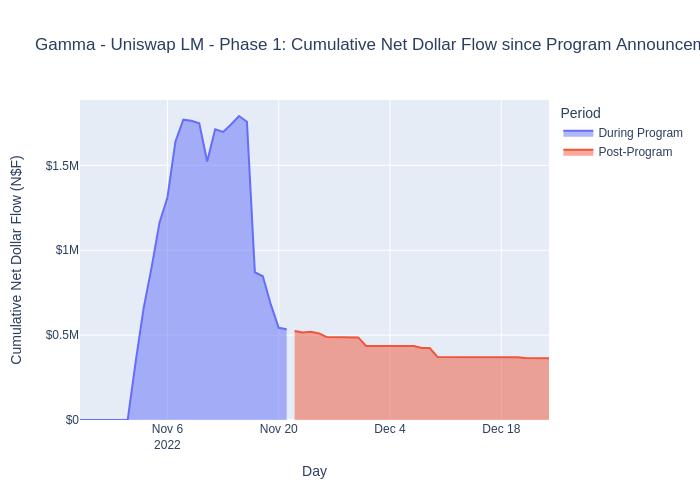 Gamma - Uniswap LM - Phase 1: Cumulative Net Dollar Flow since Program Announcem
Period
During Program
Post-Program
Cumulative Net Dollar Flow (N$F)
$1.5M
$1M
$0.5M
$0
Nov 6
2022
Nov 20
Dec 4
Dec 18
Day